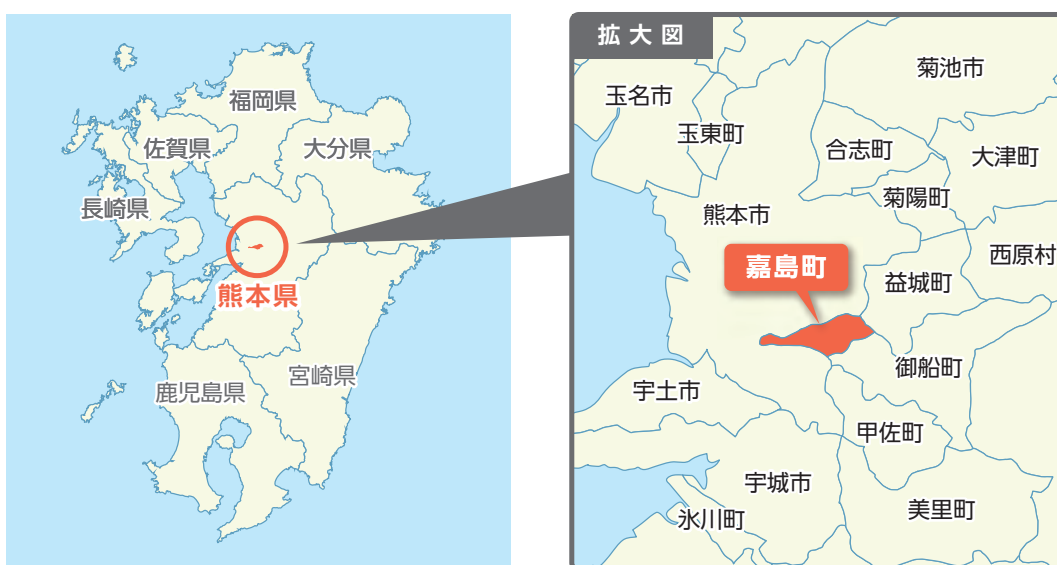 福岡県
佐賀県
大分県
長崎県
熊本県
宮崎県
鹿児島県
拡大図
菊池市
玉名市
玉東町
合志町
大津町
菊陽町
熊本市
西原村
嘉島町
益城町
御船町
宇土市
甲佐町
宇城市
美里町
氷川町